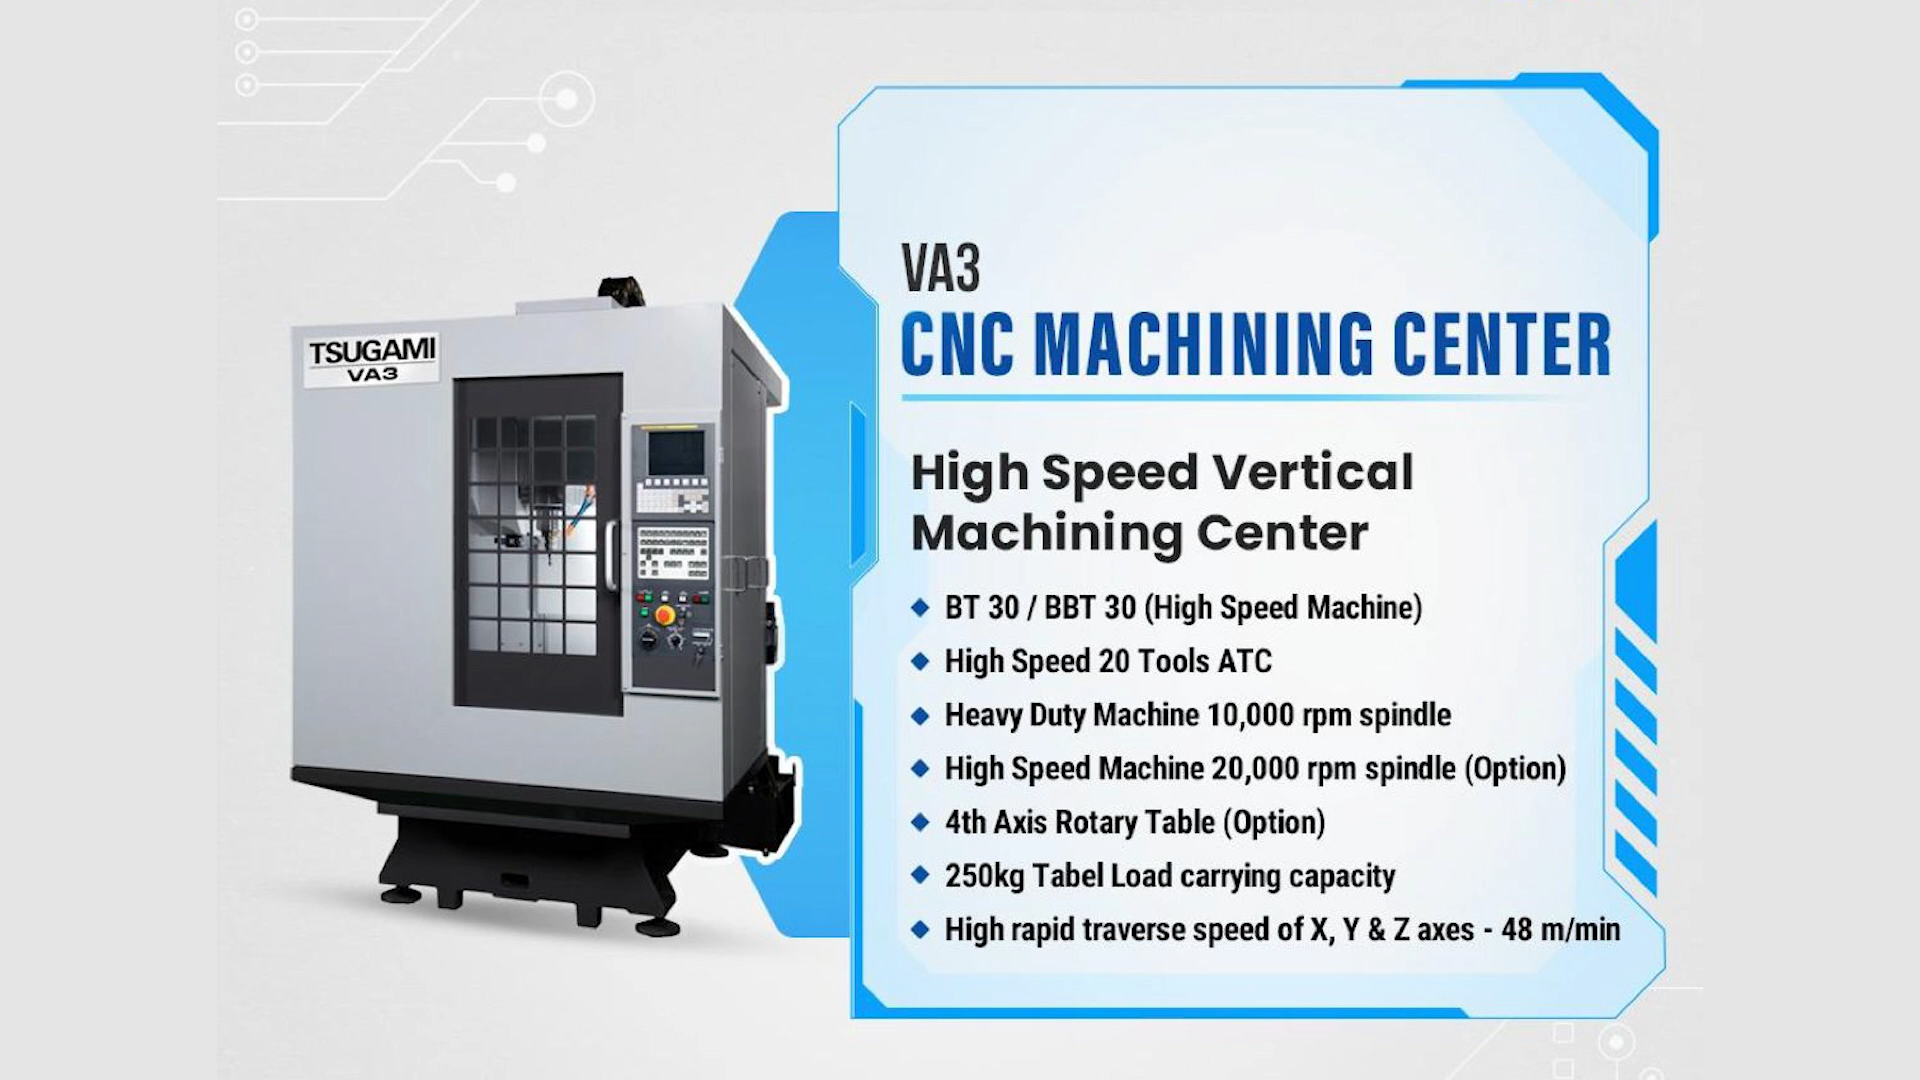 TSUGAMI
VA3
VA3
CNC MACHINING CENTER
High Speed Vertical
Machining Center
BT 30 / BBT 30 (High Speed Machine)
High Speed 20 Tools ATC
Heavy Duty Machine 10,000 rpm spindle
High Speed Machine 20,000 rpm spindle (Option)
4th Axis Rotary Table (Option)
250kg Tabel Load carrying capacity
High rapid traverse speed of X, Y & Z axes - 48 m/min